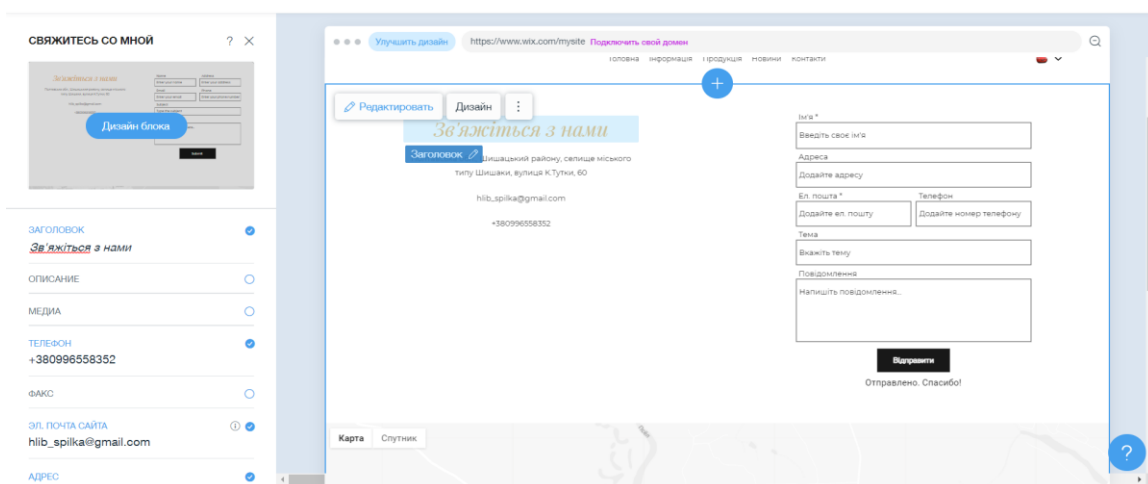 СВЯЖИТЕСЬ СО МНОЙ
?
Зв'яжіться з нами
Дизайн блока
ЗАГОЛОВОК
Зв'яжіться з нами
ОПИСАНИЕ
МЕДИА
ТЕЛЕФОН
+380996558352
ФАКС
ЭЛ. ПОЧТА САЙТА
hlib_spilka@gmail.com
АДРЕС
Улучшить дизайн https://www.wix.com/mysite Подключить свой домен
Головна Інформація Продукція Новини Контакти
Редактировать Дизайн
Зв'яжіться з нами
Заголовок Шишацький району, селище міського
типу Шишаки, вулиця К.Тутки, 60
hlib_spilka@gmail.com
+380996558352
Ім'я *
Введіть своє ім'я
Адреса
Додайте адресу
Ел. пошта * Телефон
Додайте ел. пошту Додайте номер телефону
Тема
Вкажіть тему
Повідомлення
Напишіть повідомлення...
Відправити
Отправлено. Спасибо!
Карта Спутник
?